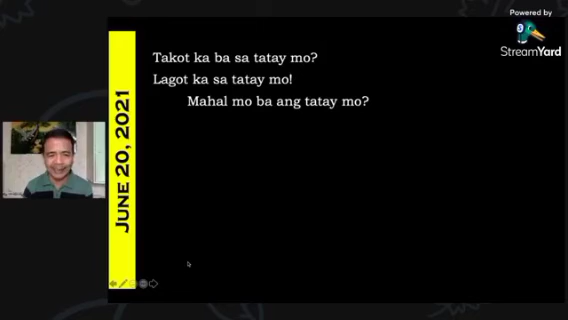 Powered by
StreamYard
Takot ka ba sa tatay mo?
Lagot ka sa tatay mo!
Mahal mo ba ang tatay mo?
JUNE 20, 2021